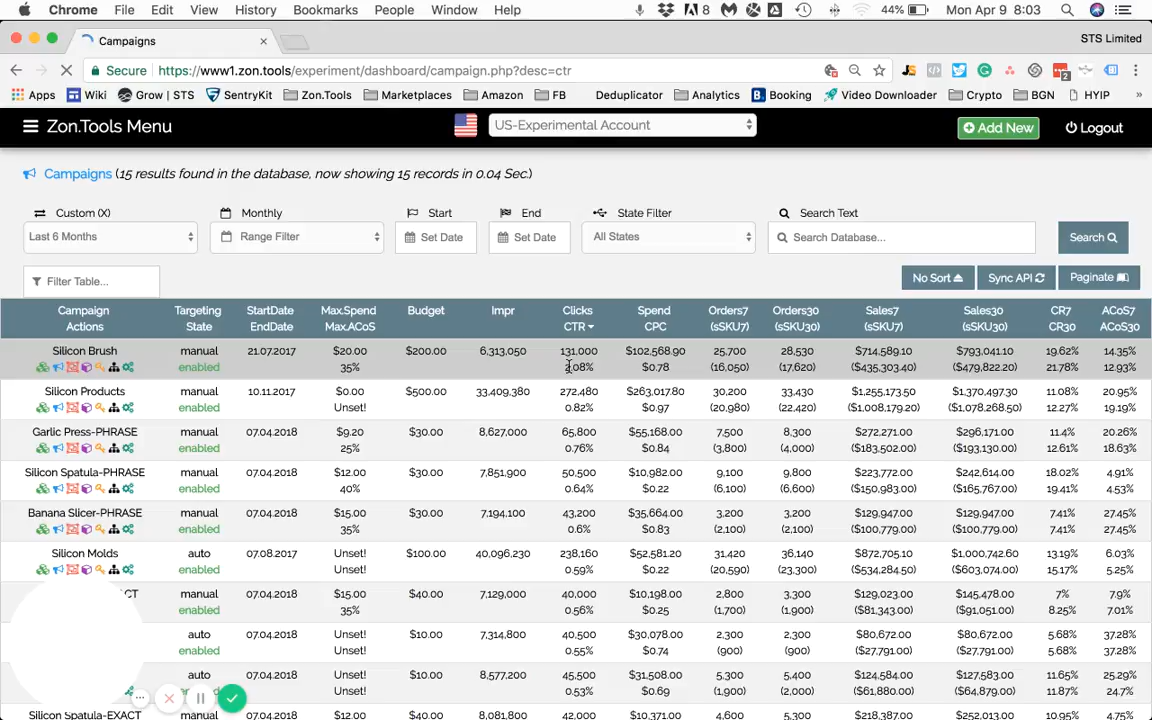 Chrome File Edit View History Bookmarks People Window Help 8 44% Mon Apr 9 8:03
Campaigns STS Limited
Secure https://www1.zon.tools/experiment/dashboard/campaign.php?desc=ctr 2
Apps Wiki Grow | STS SentryKit Zon.Tools Marketplaces Amazon FB Deduplicator Analytics Booking Video Downloader Crypto BGN HYIP »
Zon.Tools Menu US-Experimental Account Add New Logout
Campaigns (15 results found in the database, now showing 15 records in 0.04 Sec.)
Custom (X) Monthly Start End State Filter Search Text
Last 6 Months Range Filter Set Date Set Date All States Search Database... Search
Filter Table... No Sort Sync API Paginate
Campaign Targeting StartDate Max.Spend Budget Impr Clicks Spend Orders7 Orders30 Sales7 Sales30 CR7 ACoS7
Actions State EndDate Max.ACoS CTR CPC (sSKU7) (sSKU30) (sSKU7) (sSKU30) CR30 ACoS30
Silicon Brush manual 21.07.2017 $20.00 $200.00 6,313,050 131,000 $102,568.90 25,700 28,530 $714,589.10 $793,041.10 19.62% 14.35%
enabled 35% 2.08% $0.78 (16,050) (17,620) ($435,303.40) ($479,822.20) 21.78% 12.93%
Silicon Products manual 10.11.2017 $0.00 $500.00 33,409,380 272,480 $263,017.80 30,200 33,430 $1,255,173.50 $1,370,497.30 11.08% 20.95%
enabled Unset! 0.82% $0.97 (20,980) (22,420) ($1,008,179.20) ($1,078,268.50) 12.27% 19.19%
Garlic Press-PHRASE manual 07.04.2018 $9.20 $30.00 8,627,000 65,800 $55,168.00 7,500 8,300 $272,271.00 $296,171.00 11.4% 20.26%
enabled 25% 0.76% $0.84 (3,800) (4,000) ($183,502.00) ($193,130.00) 12.61% 18.63%
Silicon Spatula-PHRASE manual 07.04.2018 $12.00 $30.00 7,851,900 50,500 $10,982.00 9,100 9,800 $223,772.00 $242,614.00 18.02% 4.91%
enabled 40% 0.64% $0.22 (6,100) (6,600) ($150,983.00) ($165,767.00) 19.41% 4.53%
Banana Slicer-PHRASE manual 07.04.2018 $15.00 $30.00 7,194,100 43,200 $35,664.00 3,200 3,200 $129,947.00 $129,947.00 7.41% 27.45%
enabled 35% 0.6% $0.83 (2,100) (2,100) ($100,779.00) ($100,779.00) 7.41% 27.45%
Silicon Molds auto 07.08.2017 Unset! $100.00 40,096,230 238,160 $52,581.20 31,420 36,140 $872,705.10 $1,000,742.60 13.19% 6.03%
enabled Unset! 0.59% $0.22 (20,590) (23,300) ($534,284.50) ($603,074.00) 15.17% 5.25%
manual 07.04.2018 $15.00 $40.00 7,129,000 40,000 $10,198.00 2,800 3,300 $129,023.00 $145,478.00 7% 7.9%
enabled 35% 0.56% $0.25 (1,700) (1,900) ($81,343.00) ($91,051.00) 8.25% 7.01%
auto 07.04.2018 Unset! $10.00 7,314,800 40,500 $30,078.00 2,300 2,300 $80,672.00 $80,672.00 5.68% 37.28%
enabled Unset! 0.55% $0.74 (900) (900) ($27,791.00) ($27,791.00) 5.68% 37.28%
auto 07.04.2018 Unset! $10.00 8,577,200 45,500 $31,508.00 5,300 5,400 $124,584.00 $127,583.00 11.65% 25.29%
enabled Unset! 0.53% $0.69 (1,900) (2,000) ($61,880.00) ($64,879.00) 11.87% 24.7%
Silicon Spatula-EXACT manual 07.04.2018 $12.00 $40.00 8,081,800 42,000 $10,371.00 4,600 5,300 $218,387.00 $252,013.00 10.95% 4.75%